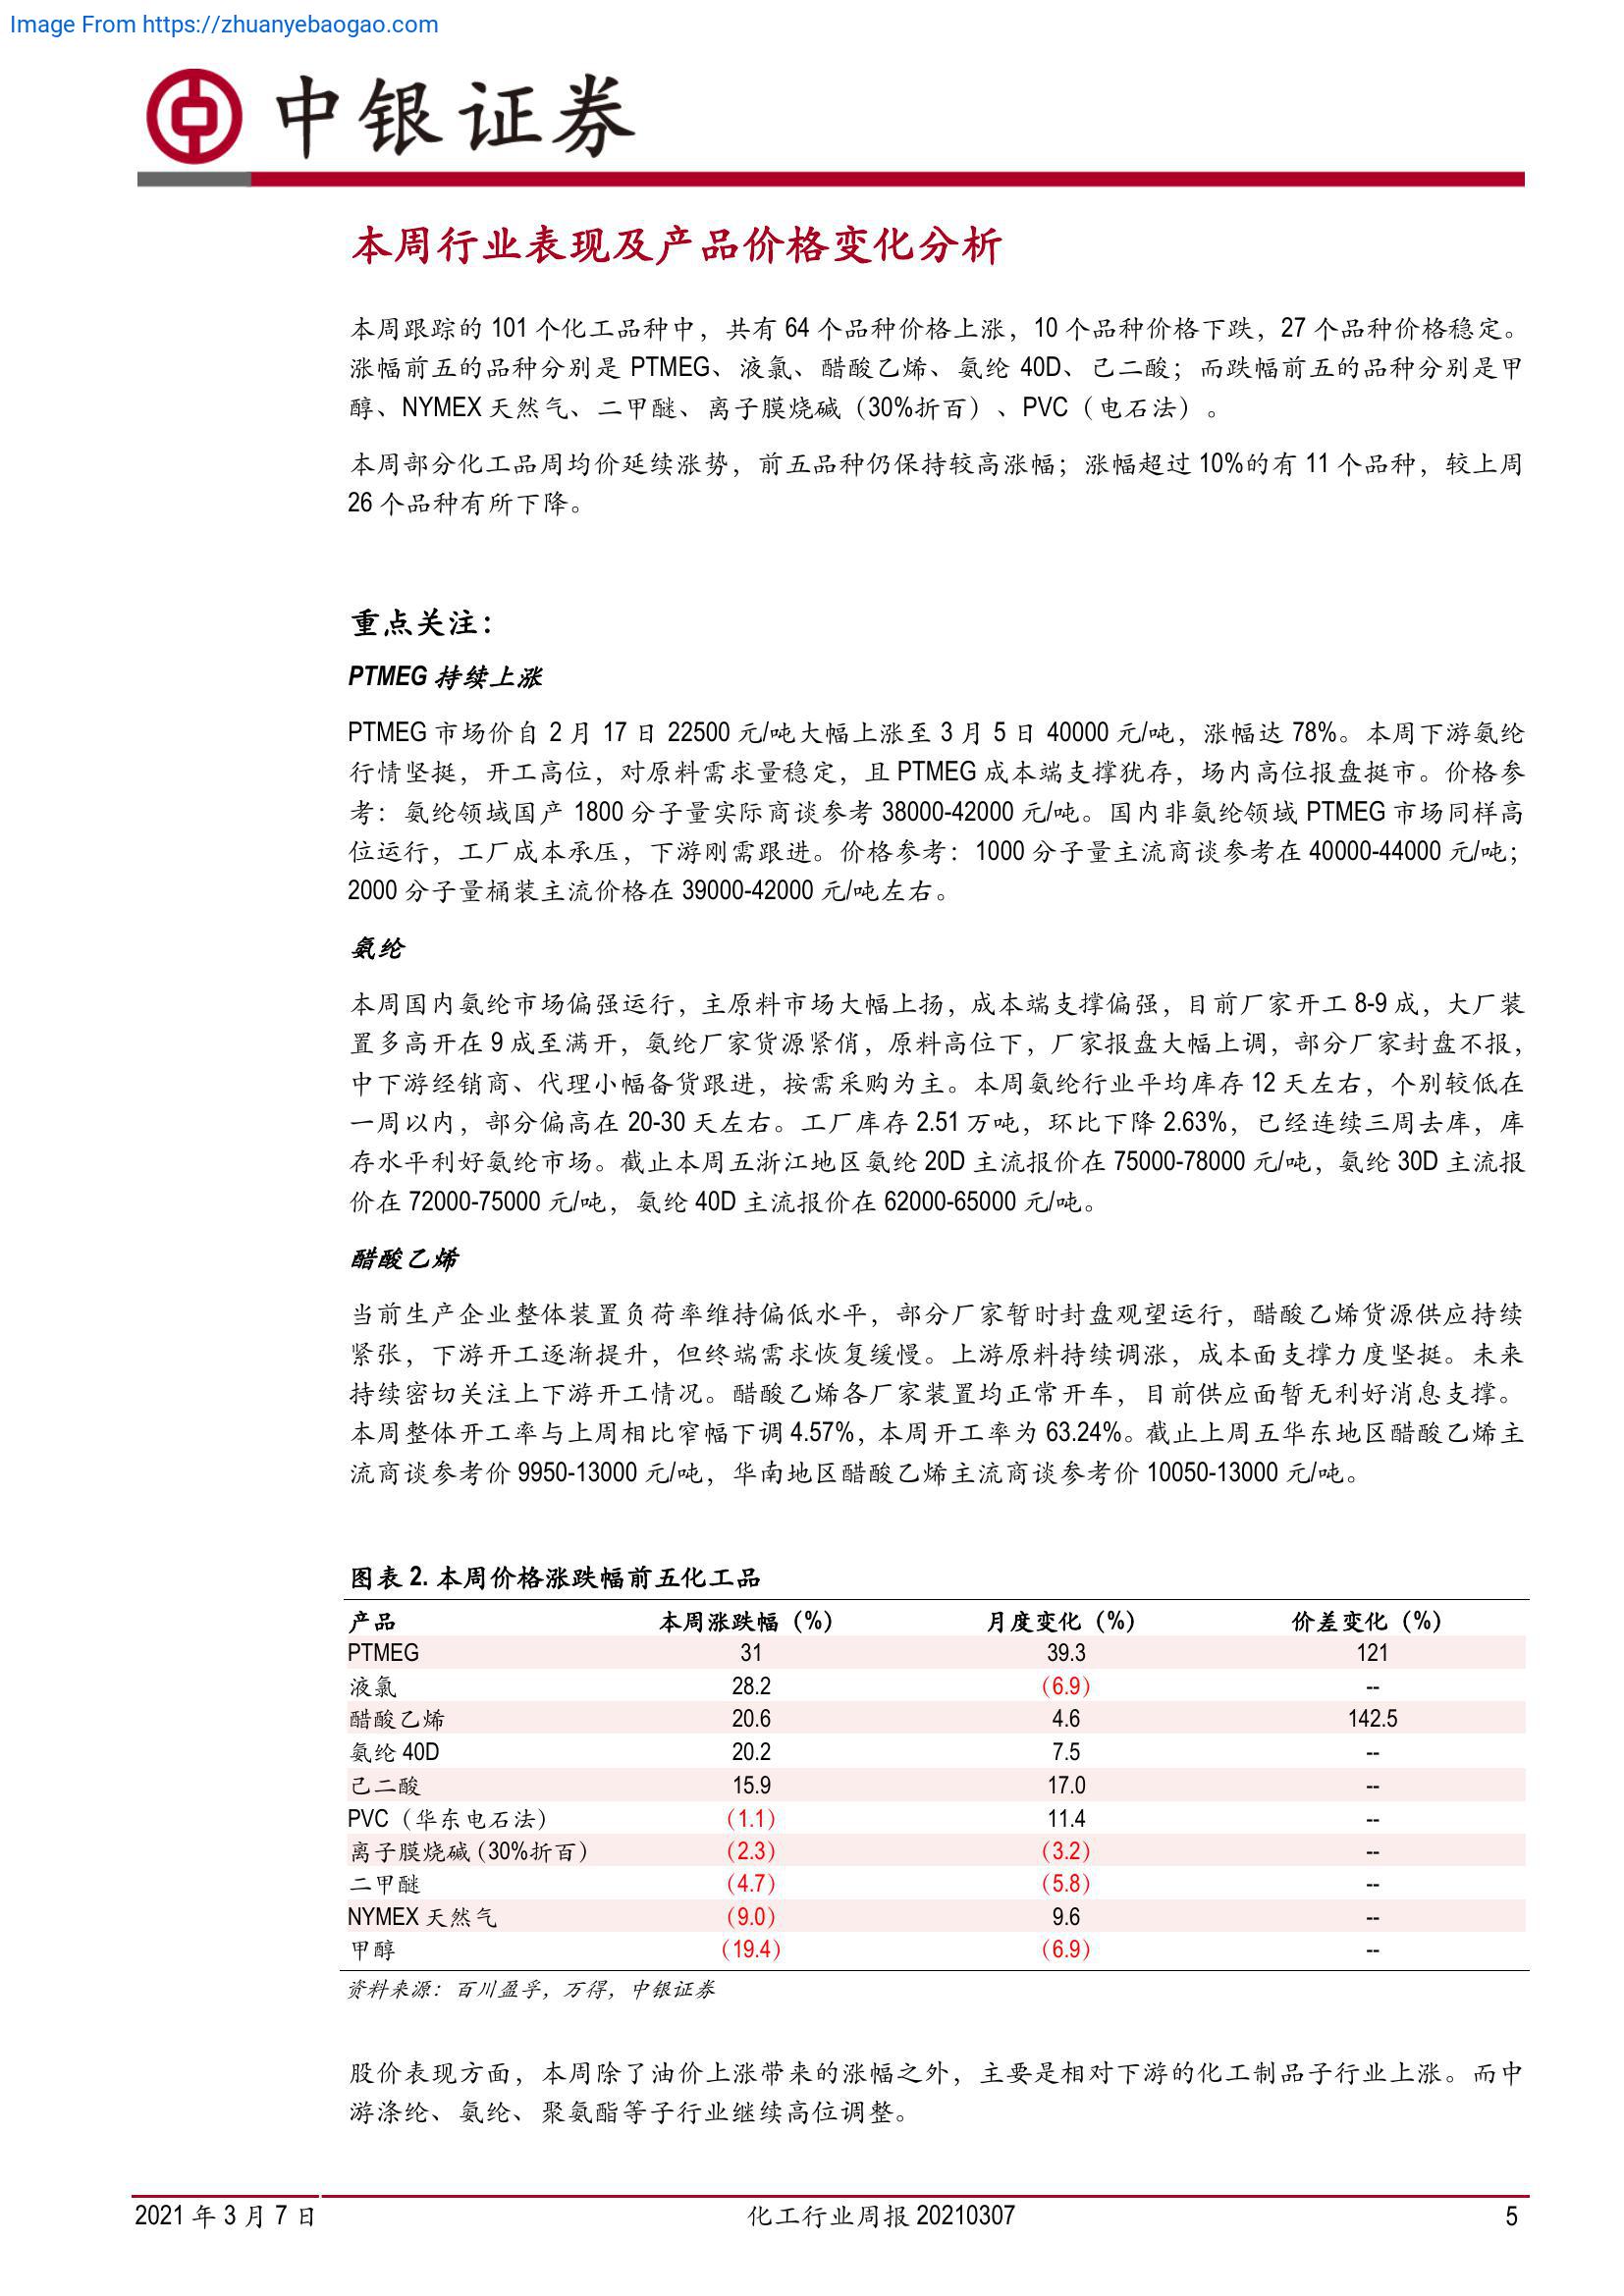 Image From https://zhuanyebaogao.com
中银证券
本周行业表现及产品价格变化分析
本周跟踪的 101 个化工品种中，共有 64 个品种价格上涨，10 个品种价格下跌，27 个品种价格稳定。
涨幅前五的品种分别是 PTMEG、液氯、醋酸乙烯、氨纶 40D、己二酸；而跌幅前五的品种分别是甲
醇、NYMEX 天然气、二甲醚、离子膜烧碱（30%折百）、PVC（电石法）。
本周部分化工品周均价延续涨势，前五品种仍保持较高涨幅；涨幅超过 10%的有 11 个品种，较上周
26 个品种有所下降。
重点关注：
PTMEG 持续上涨
PTMEG 市场价自 2 月 17 日 22500 元/吨大幅上涨至 3 月 5 日 40000 元/吨，涨幅达 78%。本周下游氨纶
行情坚挺，开工高位，对原料需求量稳定，且 PTMEG 成本端支撑犹存，场内高位报盘挺市。价格参
考：氨纶领域国产 1800 分子量实际商谈参考 38000-42000 元/吨。国内非氨纶领域 PTMEG 市场同样高
位运行，工厂成本承压，下游刚需跟进。价格参考：1000 分子量主流商谈参考在 40000-44000 元/吨；
2000 分子量桶装主流价格在 39000-42000 元/吨左右。
氨纶
本周国内氨纶市场偏强运行，主原料市场大幅上扬，成本端支撑偏强，目前厂家开工 8-9 成，大厂装
置多高开在 9 成至满开，氨纶厂家货源紧俏，原料高位下，厂家报盘大幅上调，部分厂家封盘不报，
中下游经销商、代理小幅备货跟进，按需采购为主。本周氨纶行业平均库存 12 天左右，个别较低在
一周以内，部分偏高在 20-30 天左右。工厂库存 2.51 万吨，环比下降 2.63%，已经连续三周去库，库
存水平利好氨纶市场。截止本周五浙江地区氨纶 20D 主流报价在 75000-78000 元/吨，氨纶 30D 主流报
价在 72000-75000 元/吨，氨纶 40D 主流报价在 62000-65000 元/吨。
醋酸乙烯
当前生产企业整体装置负荷率维持偏低水平，部分厂家暂时封盘观望运行，醋酸乙烯货源供应持续
紧张，下游开工逐渐提升，但终端需求恢复缓慢。上游原料持续调涨，成本面支撑力度坚挺。未来
持续密切关注上下游开工情况。醋酸乙烯各厂家装置均正常开车，目前供应面暂无利好消息支撑。
本周整体开工率与上周相比窄幅下调 4.57%，本周开工率为 63.24%。截止上周五华东地区醋酸乙烯主
流商谈参考价 9950-13000 元/吨，华南地区醋酸乙烯主流商谈参考价 10050-13000 元/吨。
图表 2. 本周价格涨跌幅前五化工品
产品 本周涨跌幅（%） 月度变化（%） 价差变化（%）
PTMEG 31 39.3 121
液氯 28.2 （6.9） --
醋酸乙烯 20.6 4.6 142.5
氨纶 40D 20.2 7.5 --
己二酸 15.9 17.0 --
PVC（华东电石法） （1.1） 11.4 --
离子膜烧碱（30%折百） （2.3） （3.2） --
二甲醚 （4.7） （5.8） --
NYMEX 天然气 （9.0） 9.6 --
甲醇 （19.4） （6.9） --
资料来源：百川盈孚，万得，中银证券
股价表现方面，本周除了油价上涨带来的涨幅之外，主要是相对下游的化工制品子行业上涨。而中
游涤纶、氨纶、聚氨酯等子行业继续高位调整。
2021 年 3 月 7 日 化工行业周报 20210307 5